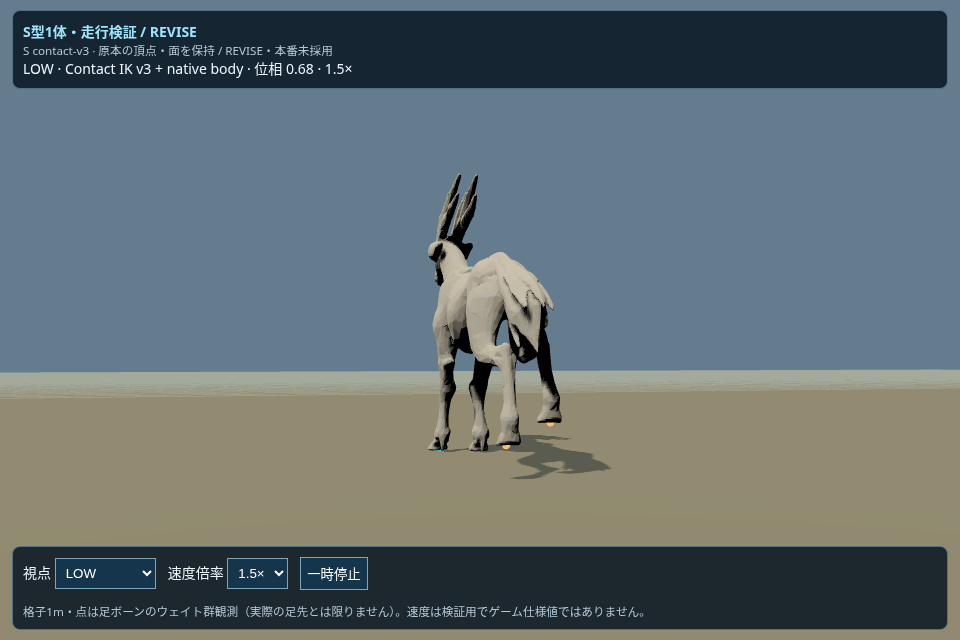 S型1体・走行検証 / REVISE
S contact-v3 · 原本の頂点・面を保持 / REVISE・本番未採用
LOW · Contact IK v3 + native body · 位相 0.68 · 1.5×
視点 LOW 速度倍率 1.5× 一時停止
格子1m・点は足ボーンのウェイト群観測（実際の足先とは限りません）。速度は検証用でゲーム仕様値ではありません。